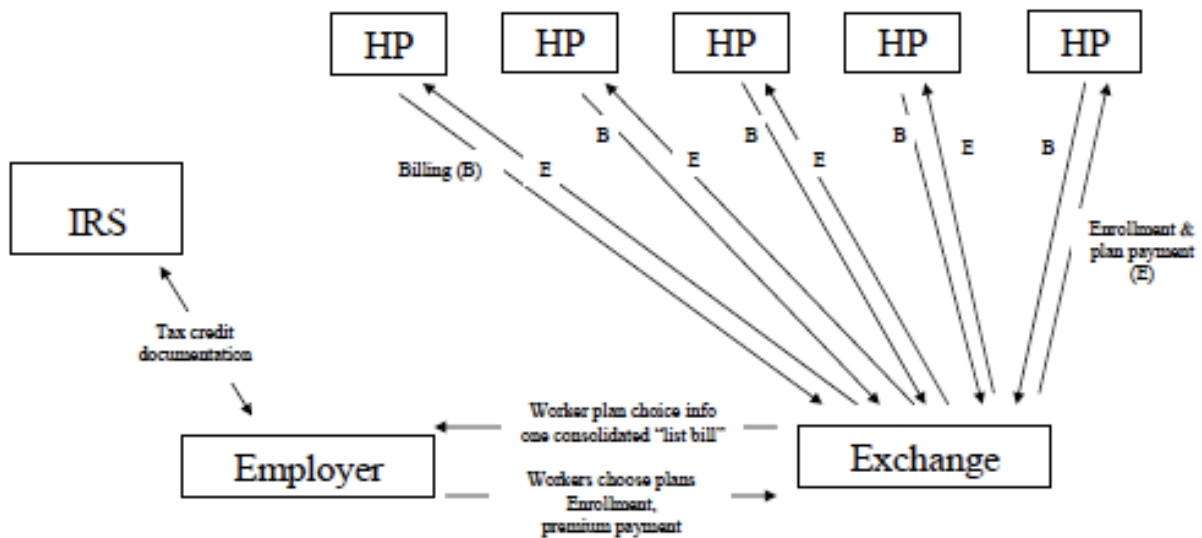 HP HP HP HP HP
B B B B
Billing (B) E E E E
IRS
Enrollment &
plan payment
(E)
Tax credit
documentation
Worker plan choice info
one consolidated “list bill”
Employer
Exchange
Workers choose plans
Enrollment,
premium payment